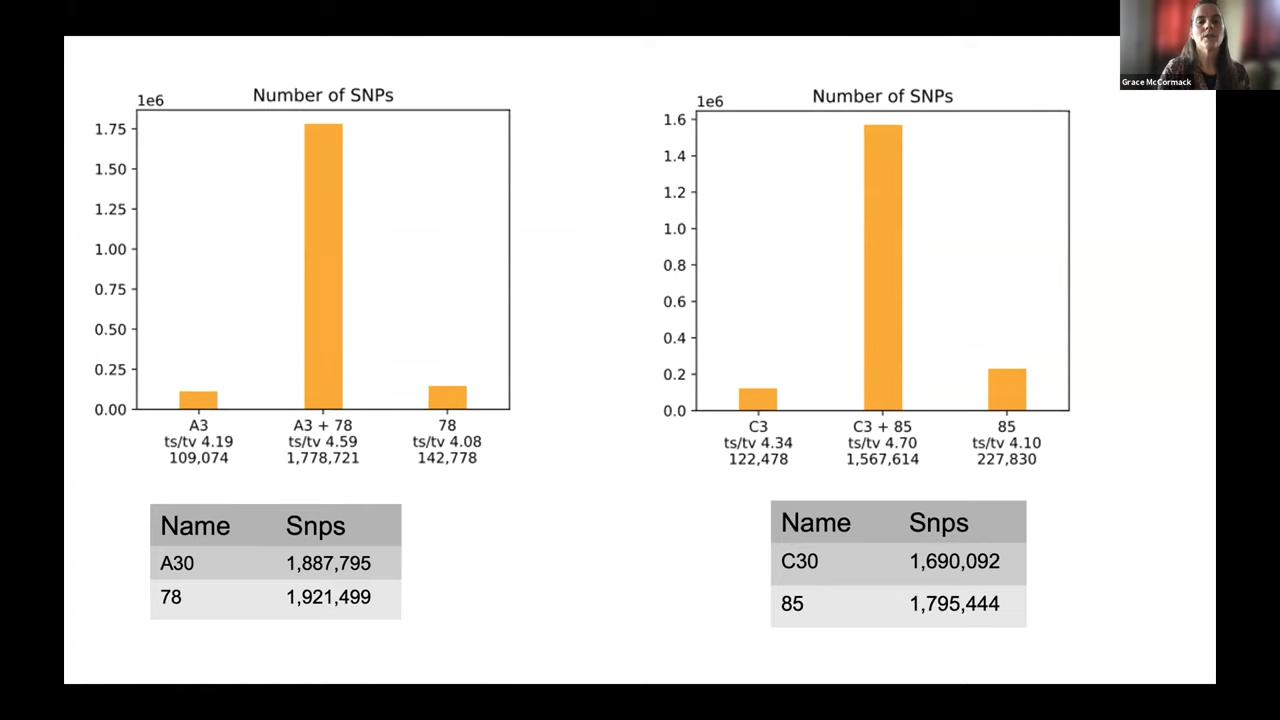 Grace McCormack
Number of SNPs
1e6
1.75
1.50
1.25
1.00
0.75
0.50
0.25
0.00
A3 A3 + 78 78
ts/tv 4.19 ts/tv 4.59 ts/tv 4.08
109,074 1,778,721 142,778
Number of SNPs
1e6
1.6
1.4
1.2
1.0
0.8
0.6
0.4
0.2
0.0
C3 C3 + 85 85
ts/tv 4.34 ts/tv 4.70 ts/tv 4.10
122,478 1,567,614 227,830
Name Snps
A30 1,887,795
78 1,921,499
Name Snps
C30 1,690,092
85 1,795,444